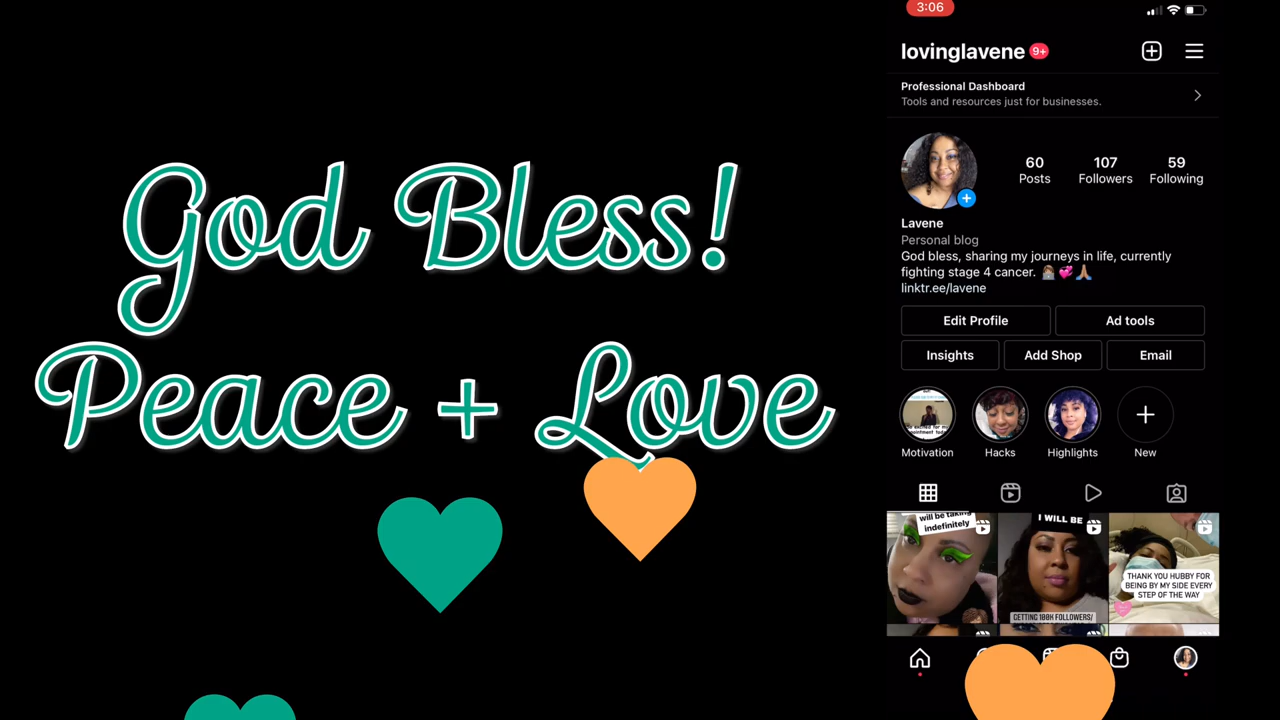 God Bless!
Peace + Love
3:06
lovinglavene 9+
Professional Dashboard
Tools and resources just for businesses.
60 107 59
Posts Followers Following
Lavene
Personal blog
God bless, sharing my journeys in life, currently
fighting stage 4 cancer.
linktr.ee/lavene
Edit Profile Ad tools
Insights Add Shop Email
Motivation Hacks Highlights New
will be taking
indefinitely
I WILL BE
GETTING 100K FOLLOWERS/
THANK YOU HUBBY FOR
BEING BY MY SIDE EVERY
STEP OF THE WAY